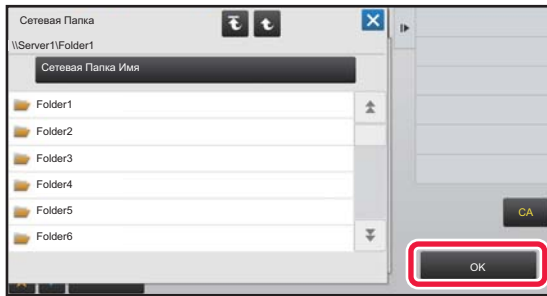 Сетевая Папка
\\Server1\Folder1
Сетевая Папка Имя
Folder1
Folder2
Folder3
Folder4
Folder5
Folder6
CA
OK